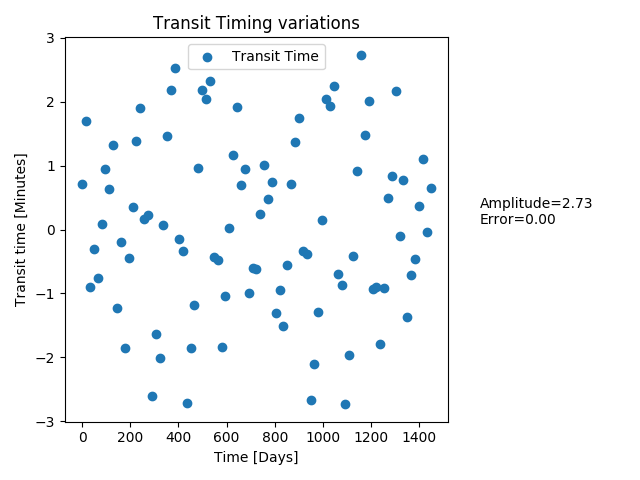 Transit Timing variations
Transit Time
Transit time [Minutes]
3
2
1
0
−1
−2
−3
0 200 400 600 800 1000 1200 1400
Time [Days]
Amplitude=2.73
Error=0.00